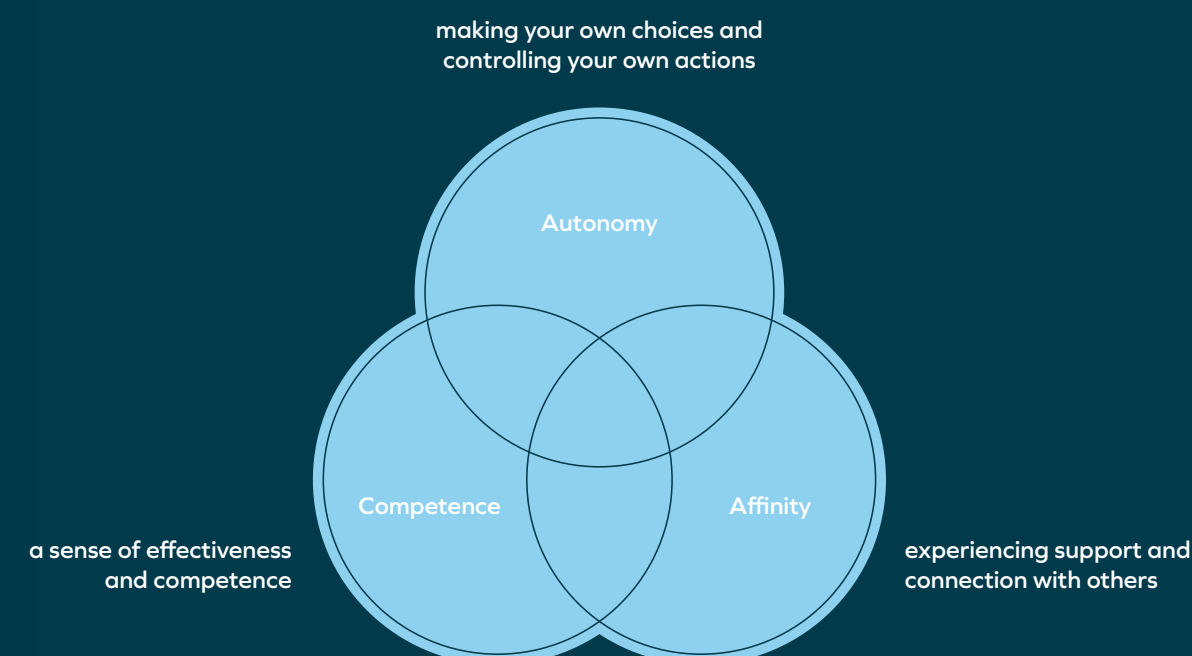 making your own choices and
controlling your own actions
Autonomy
Competence
Affinity
a sense of effectiveness
and competence
experiencing support and
connection with others